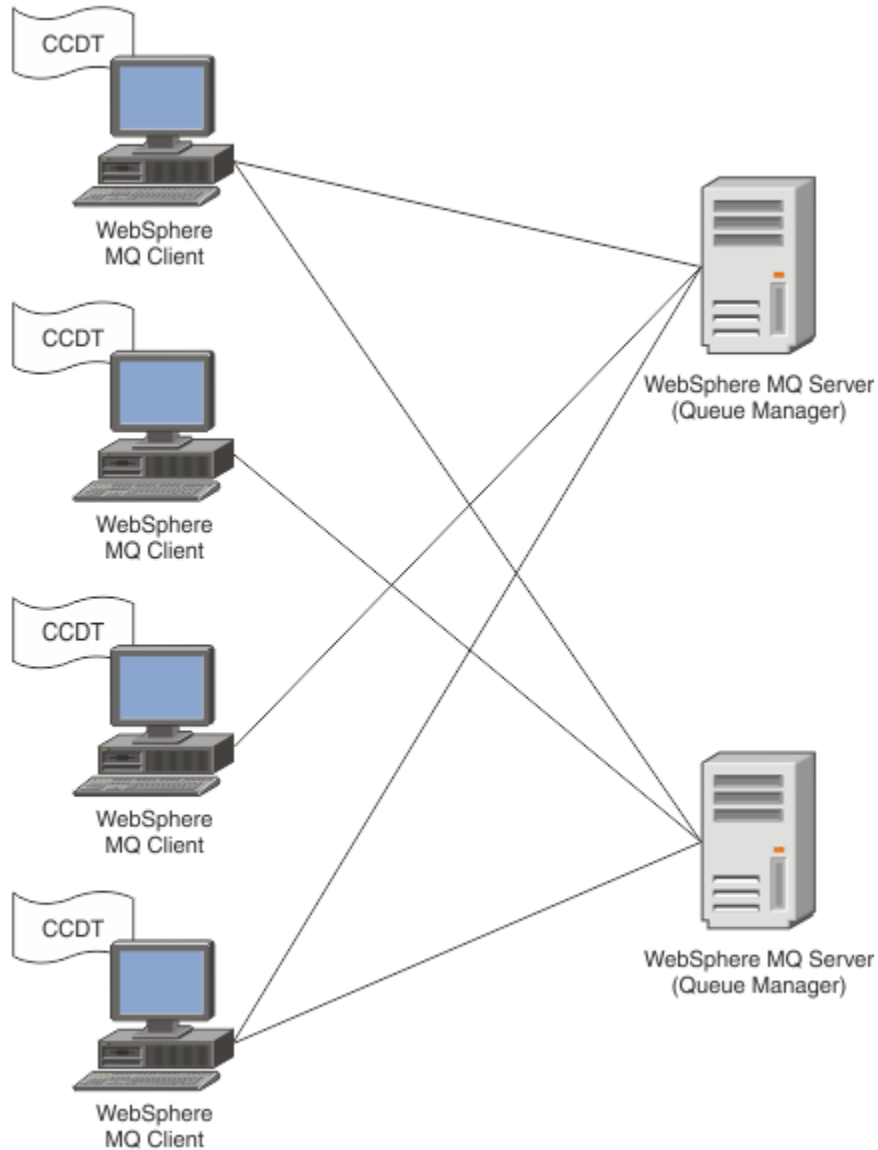 CCDT
WebSphere
MQ Client
CCDT
WebSphere
MQ Client
CCDT
WebSphere
MQ Client
CCDT
WebSphere
MQ Client
WebSphere MQ Server
(Queue Manager)
WebSphere MQ Server
(Queue Manager)